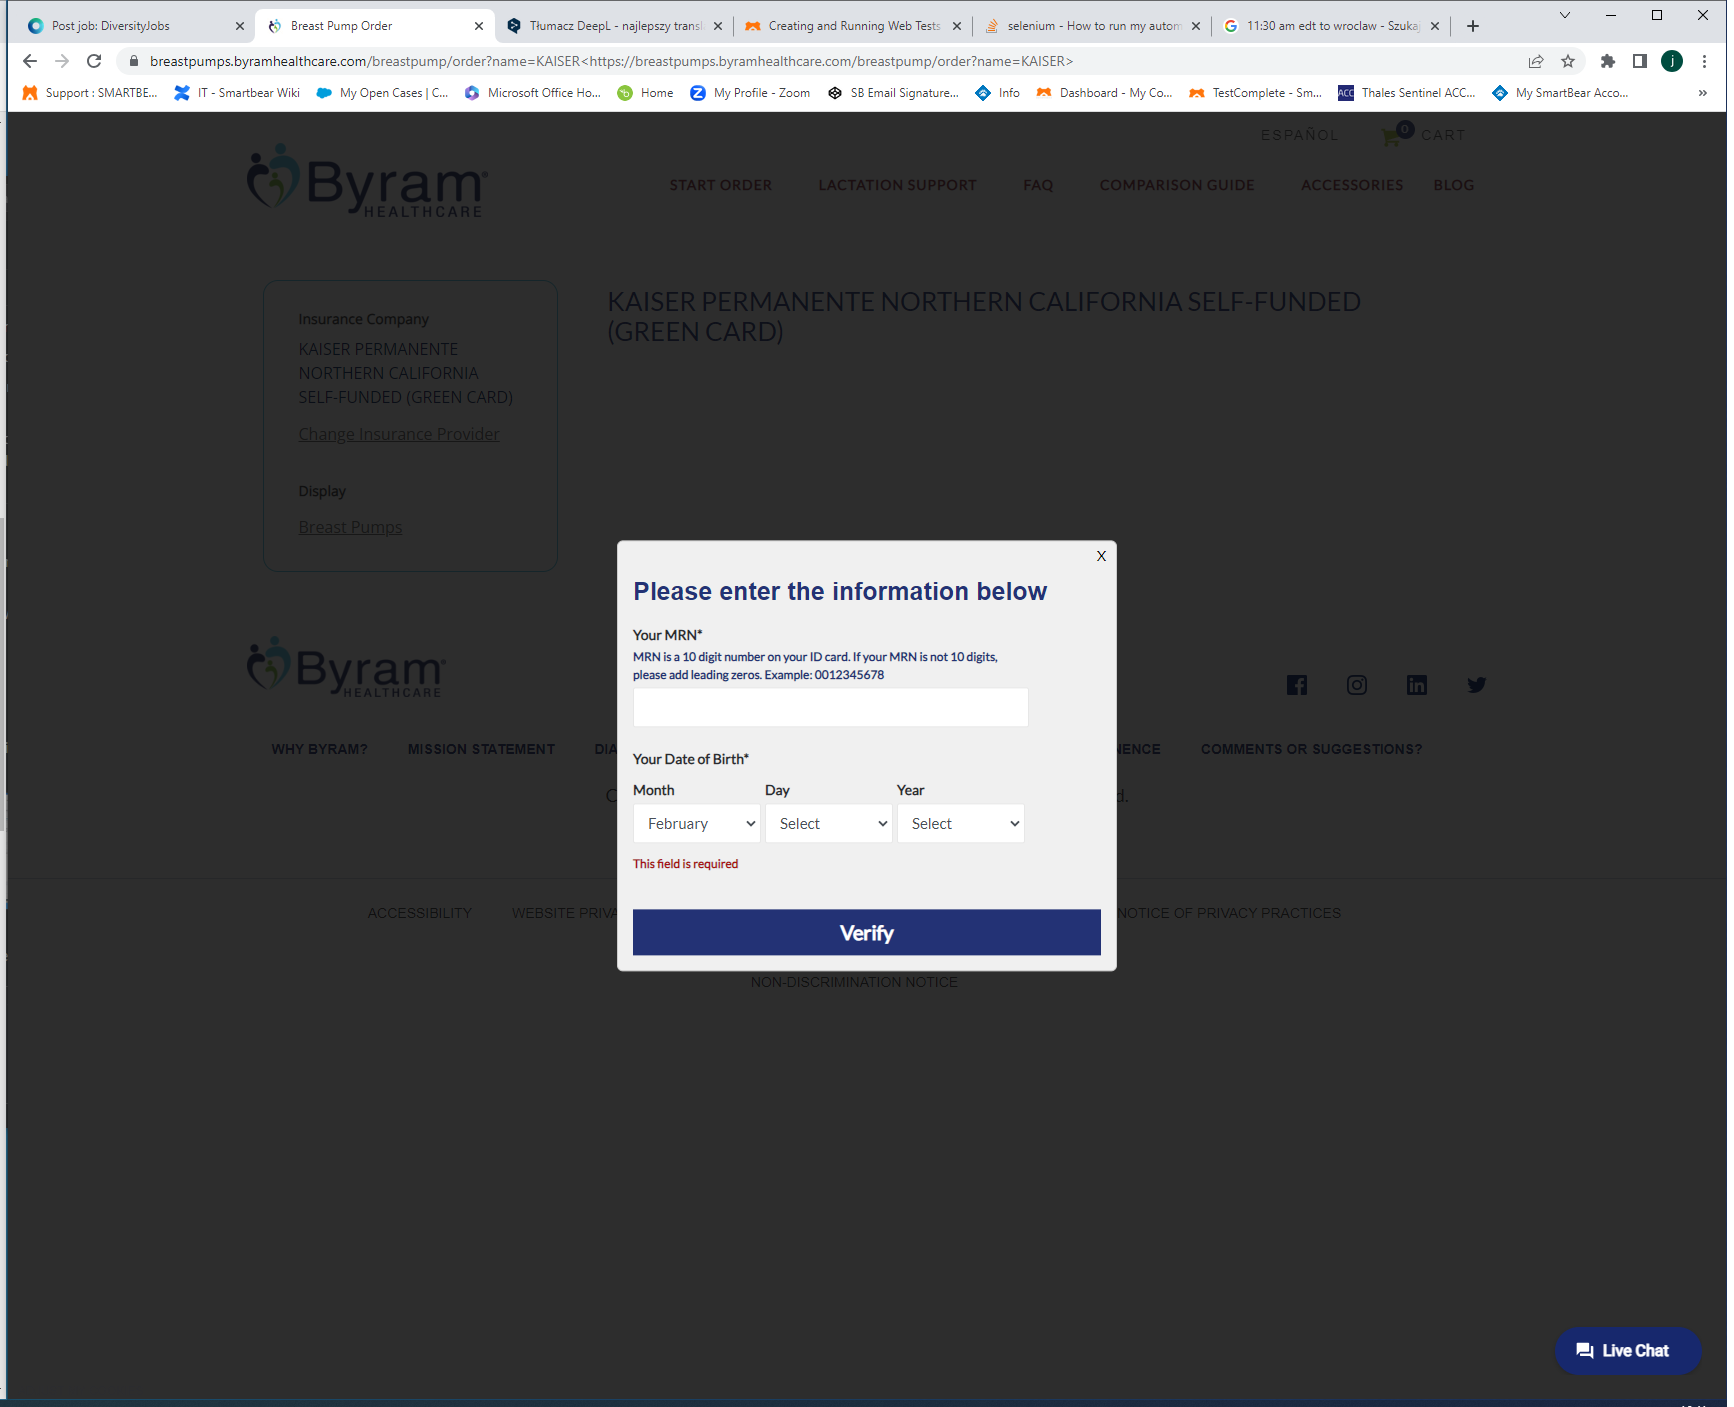 Post job: DiversityJobs
Breast Pump Order
Tłumacz DeepL - najlepszy transl
Creating and Running Web Tests
selenium - How to run my autom
11:30 am edt to wroclaw - Szukaj
breastpumps.byramhealthcare.com/breastpump/order?name=KAISER<https://breastpumps.byramhealthcare.com/breastpump/order?name=KAISER>
j
Support : SMARTBE...
IT - Smartbear Wiki
My Open Cases | C...
Microsoft Office Ho...
Home
My Profile - Zoom
SB Email Signature...
Info
Dashboard - My Co...
TestComplete - Sm...
ACC
Thales Sentinel ACC...
My SmartBear Acco...
»
ESPAÑOL
0
CART
Byram®
HEALTHCARE
START ORDER
LACTATION SUPPORT
FAQ
COMPARISON GUIDE
ACCESSORIES
BLOG
Insurance Company
KAISER PERMANENTE
NORTHERN CALIFORNIA
SELF-FUNDED (GREEN CARD)
Change Insurance Provider
Display
Breast Pumps
KAISER PERMANENTE NORTHERN CALIFORNIA SELF-FUNDED
(GREEN CARD)
X
Please enter the information below
Your MRN*
MRN is a 10 digit number on your ID card. If your MRN is not 10 digits,
please add leading zeros. Example: 0012345678
Your Date of Birth*
Month
Day
Year
February
Select
Select
This field is required
Verify
Byram®
HEALTHCARE
WHY BYRAM?
MISSION STATEMENT
DIA
NENCE
COMMENTS OR SUGGESTIONS?
C
d.
ACCESSIBILITY
WEBSITE PRIVA
NOTICE OF PRIVACY PRACTICES
NON-DISCRIMINATION NOTICE
Live Chat